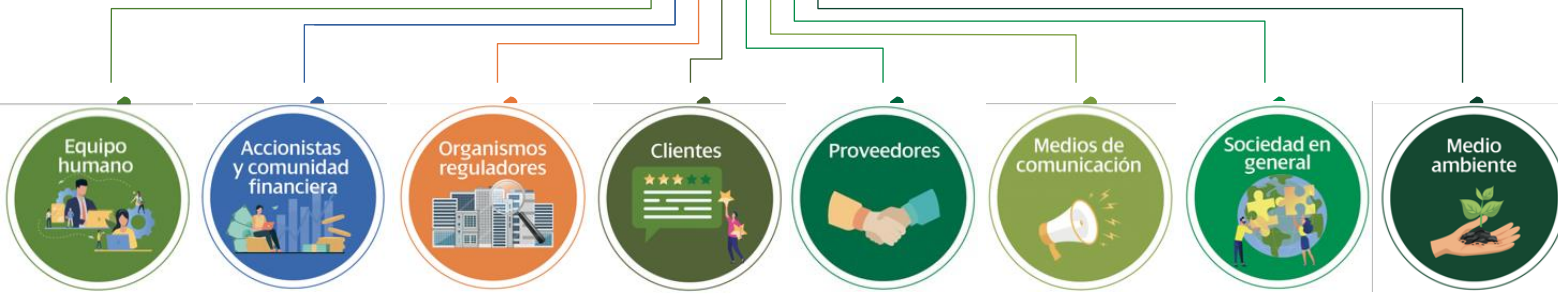 Equipo
humano
Accionistas
y comunidad
financiera
Organismos
reguladores
Clientes
Proveedores
Medios de
comunicación
Sociedad en
general
Medio
ambiente